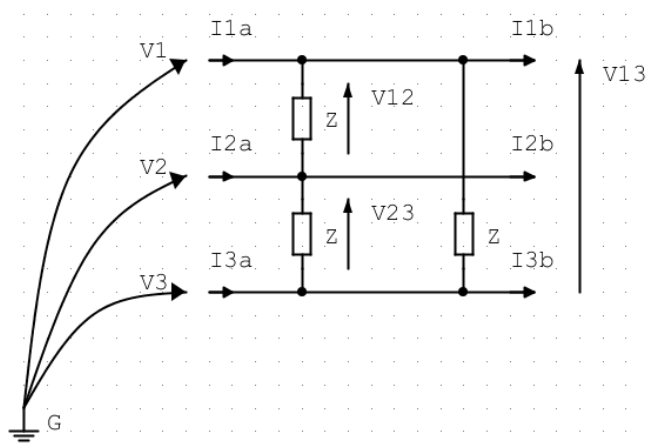 I1a I1b
V1
V13
V12
Z
I2a I2b
V2
V23
Z Z
I3a I3b
V3
G